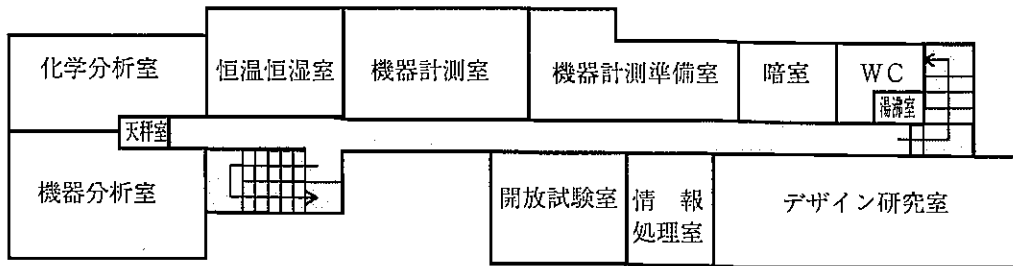 化学分析室
恒温恒湿室
機器計測室
機器計測準備室
暗室
WC
湯沸室
天秤室
機器分析室
開放試験室
情報
処理室
デザイン研究室